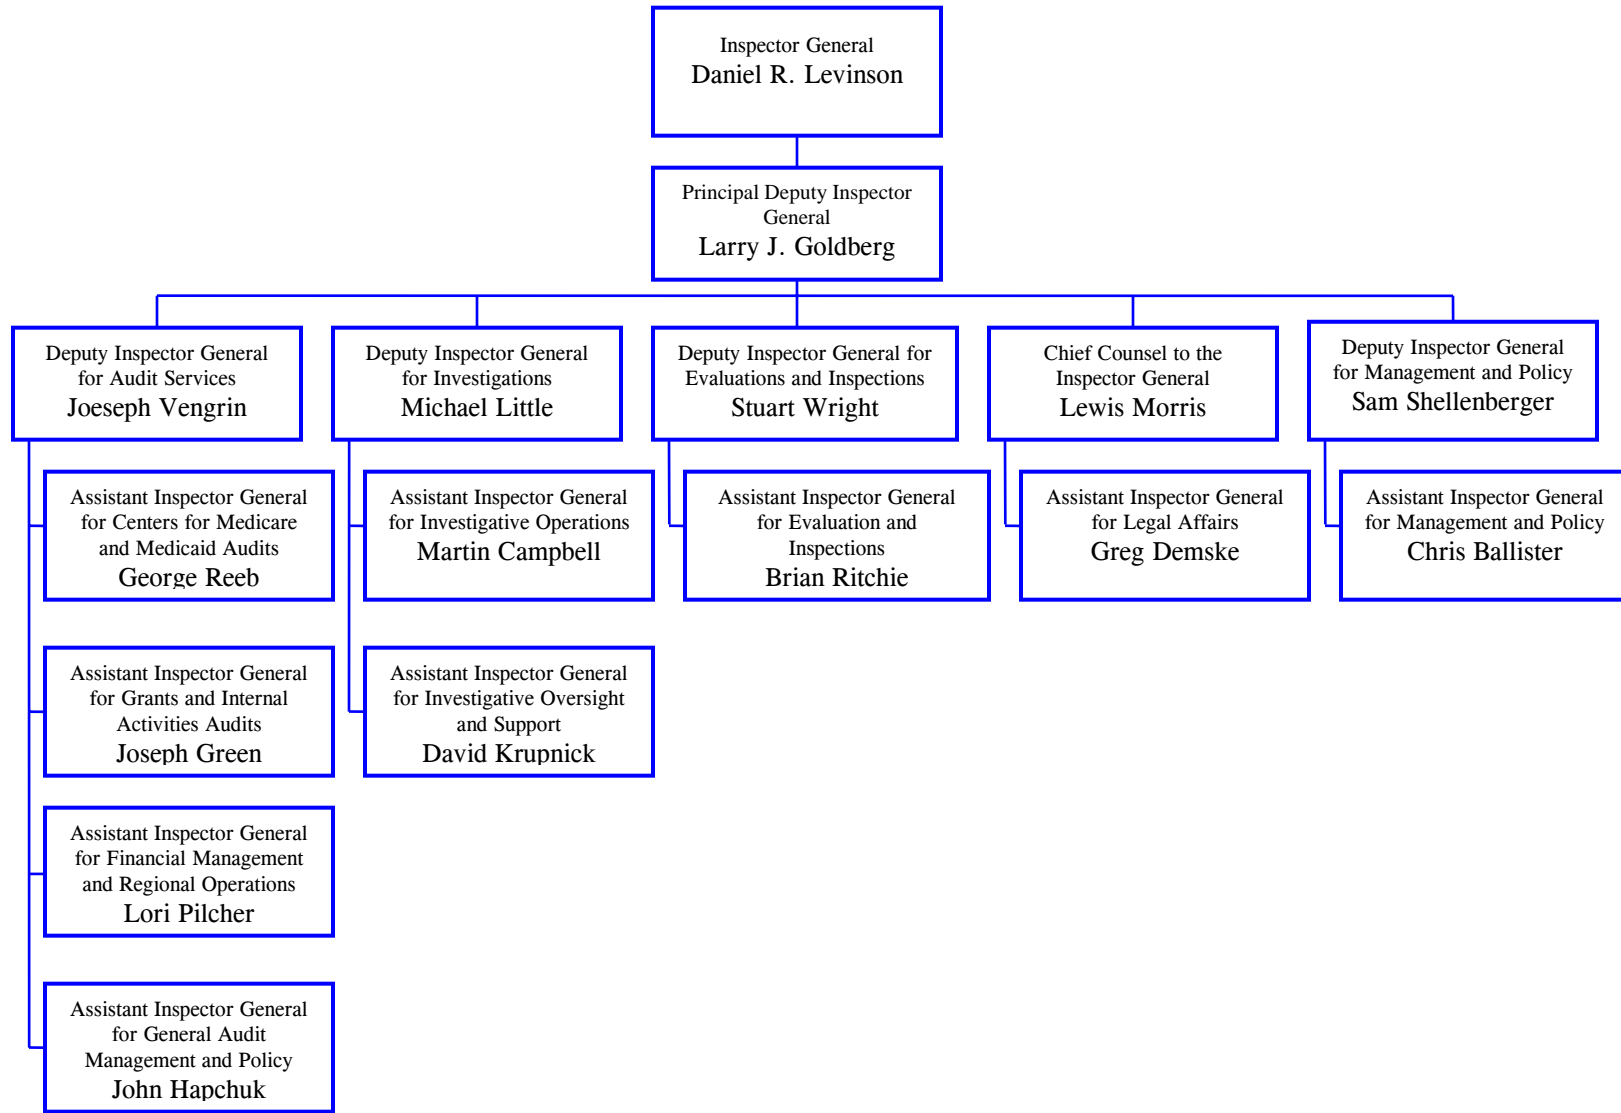 Inspector General
Daniel R. Levinson
Principal Deputy Inspector
General
Larry J. Goldberg
Deputy Inspector General
for Audit Services
Joeseph Vengrin
Deputy Inspector General
for Investigations
Michael Little
Deputy Inspector General for
Evaluations and Inspections
Stuart Wright
Chief Counsel to the
Inspector General
Lewis Morris
Deputy Inspector General
for Management and Policy
Sam Shellenberger
Assistant Inspector General
for Centers for Medicare
and Medicaid Audits
George Reeb
Assistant Inspector General
for Investigative Operations
Martin Campbell
Assistant Inspector General
for Evaluation and
Inspections
Brian Ritchie
Assistant Inspector General
for Legal Affairs
Greg Demske
Assistant Inspector General
for Management and Policy
Chris Ballister
Assistant Inspector General
for Grants and Internal
Activities Audits
Joseph Green
Assistant Inspector General
for Investigative Oversight
and Support
David Krupnick
Assistant Inspector General
for Financial Management
and Regional Operations
Lori Pilcher
Assistant Inspector General
for General Audit
Management and Policy
John Hapchuk